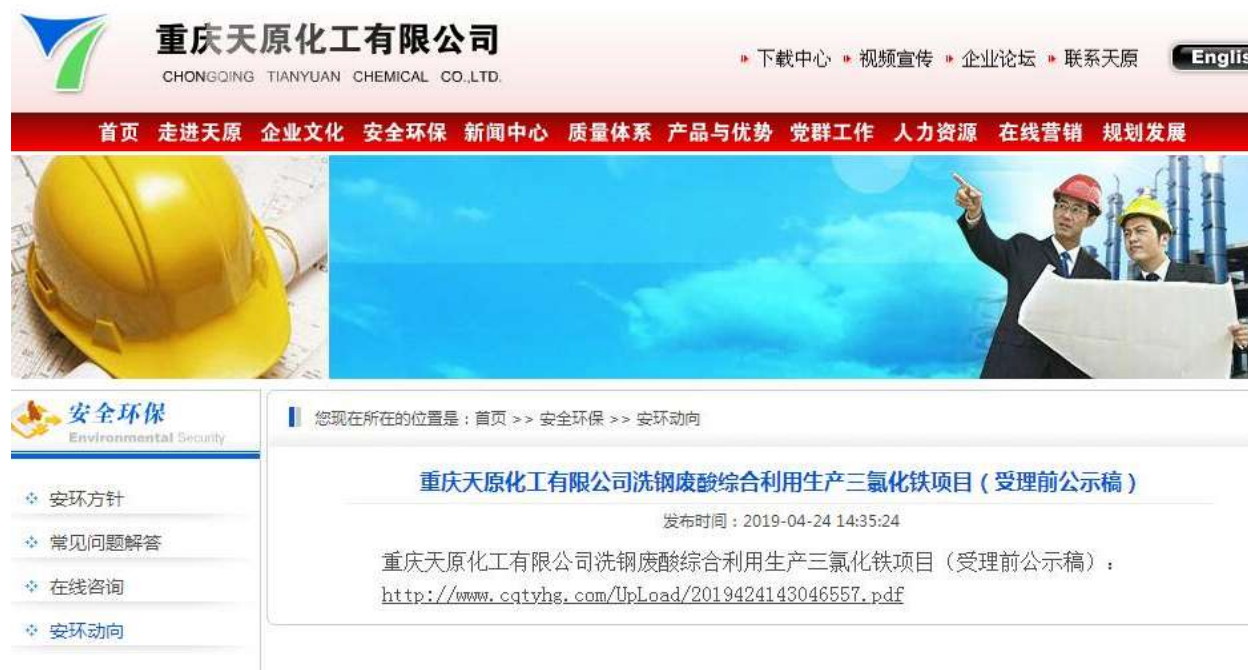 重庆天原化工有限公司
CHONGQING TIANYUAN CHEMICAL CO.,LTD.
下载中心 视频宣传 企业论坛 联系天原 Englis
首页 走进天原 企业文化 安全环保 新闻中心 质量体系 产品与优势 党群工作 人力资源 在线营销 规划发展
安全环保
Environmental Security
您现在所在的位置是：首页 >> 安全环保 >> 安环动向
重庆天原化工有限公司洗钢废酸综合利用生产三氯化铁项目（受理前公示稿）
发布时间：2019-04-24 14:35:24
重庆天原化工有限公司洗钢废酸综合利用生产三氯化铁项目（受理前公示稿）：
http://www.cqtyhg.com/UpLoad/2019424143046557.pdf
安环方针
常见问题解答
在线咨询
安环动向